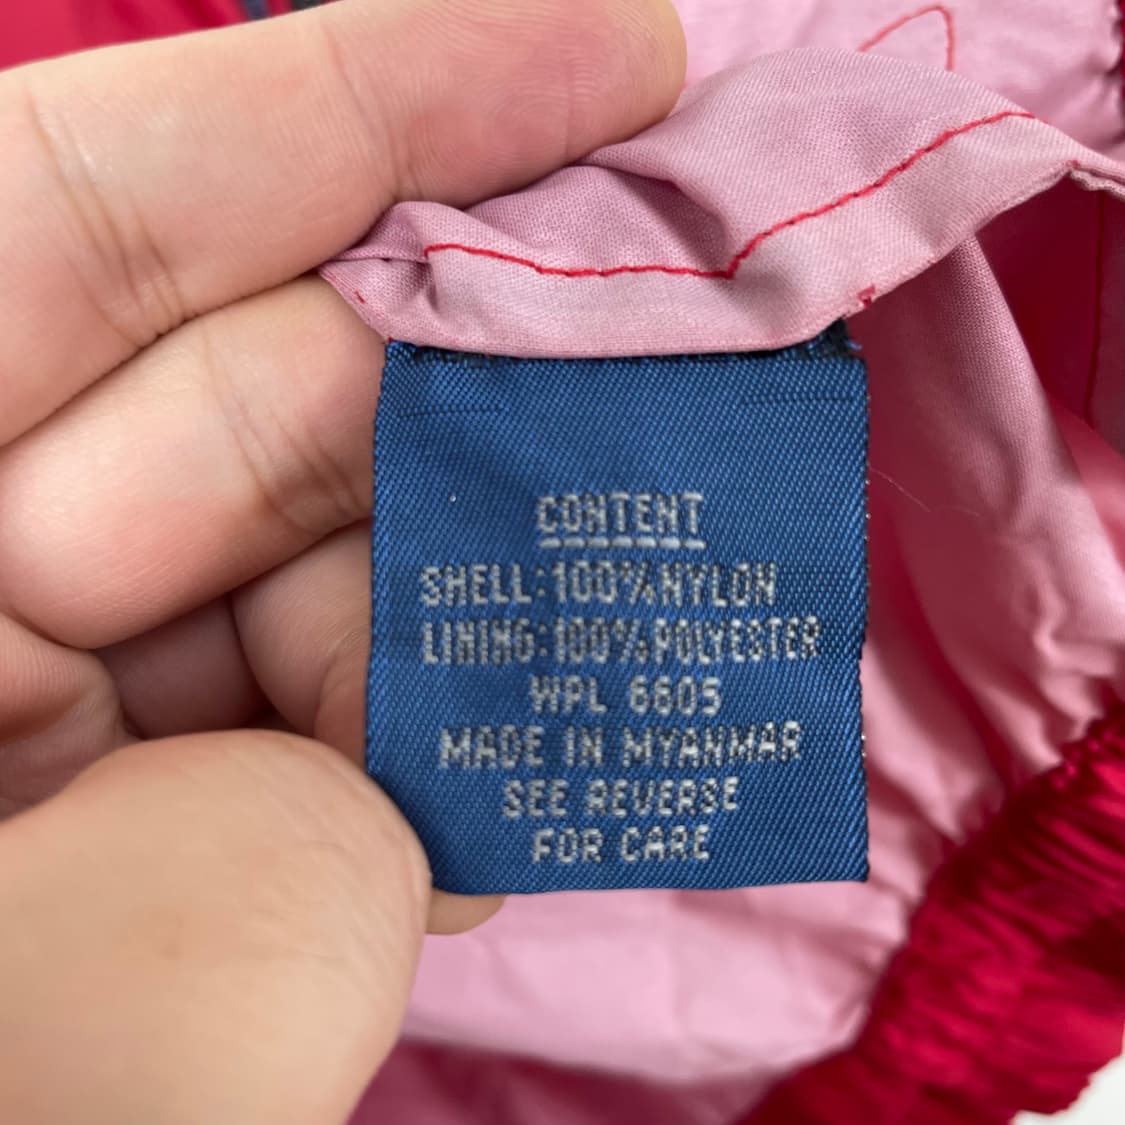 CONTENT
SHELL:100%NYLON
LINING:100%POLYESTER
WPL 6605
MADE IN MYANMAR
SEE REVERSE
FOR CARE